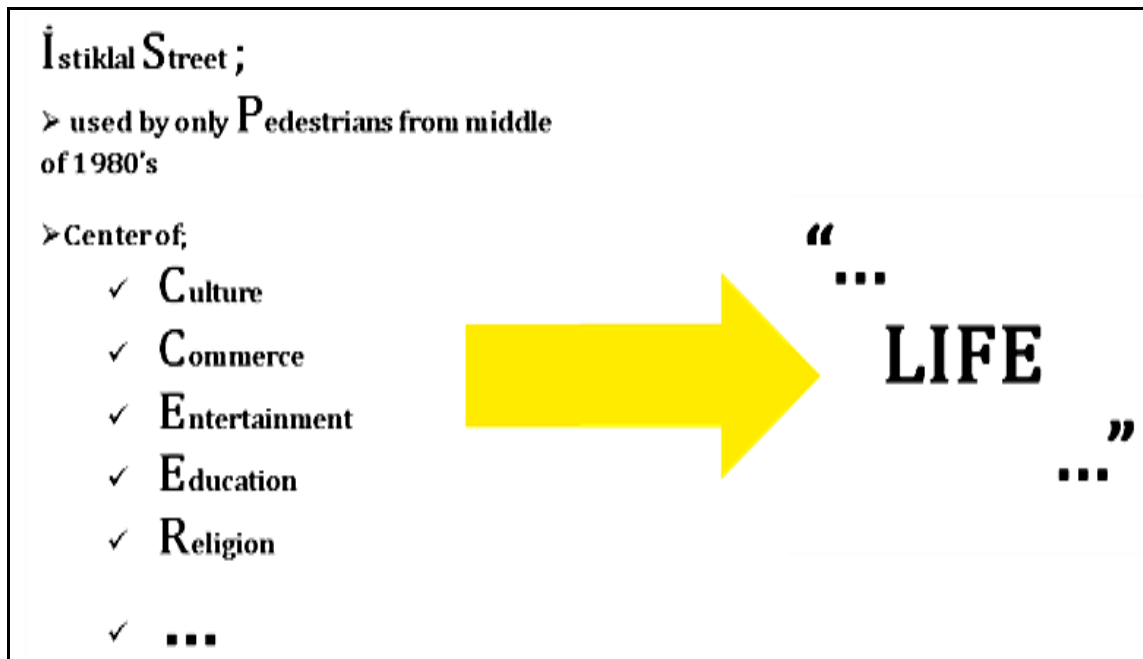 İstiklal Street ;
➢ used by only Pedestrians from middle
of 1980's
➢Center of;
✓ Culture
✓ Commerce
✓ Entertainment
✓ Education
✓ Religion
✓ ...
“...
LIFE
...”